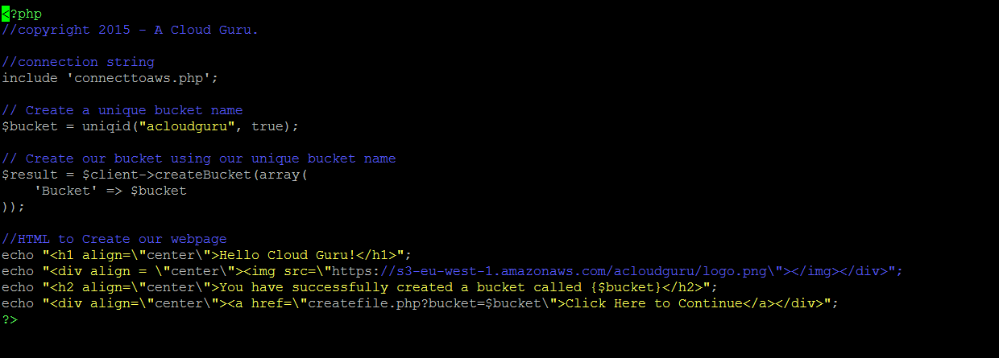 <?php
//copyright 2015 - A Cloud Guru.
//connection string
include 'connecttoaws.php';
// Create a unique bucket name
$bucket = uniqid("acloudguru", true);
// Create our bucket using our unique bucket name
$result = $client->createBucket(array(
    'Bucket' => $bucket
));
//HTML to Create our webpage
echo "<h1 align=\"center\">Hello Cloud Guru!</h1>";
echo "<div align = \"center\"><img src=\"https://s3-eu-west-1.amazonaws.com/acloudguru/logo.png\"></img></div>";
echo "<h2 align=\"center\">You have successfully created a bucket called {$bucket}</h2>";
echo "<div align=\"center\"><a href=\"createfile.php?bucket=$bucket\">Click Here to Continue</a></div>";
?>